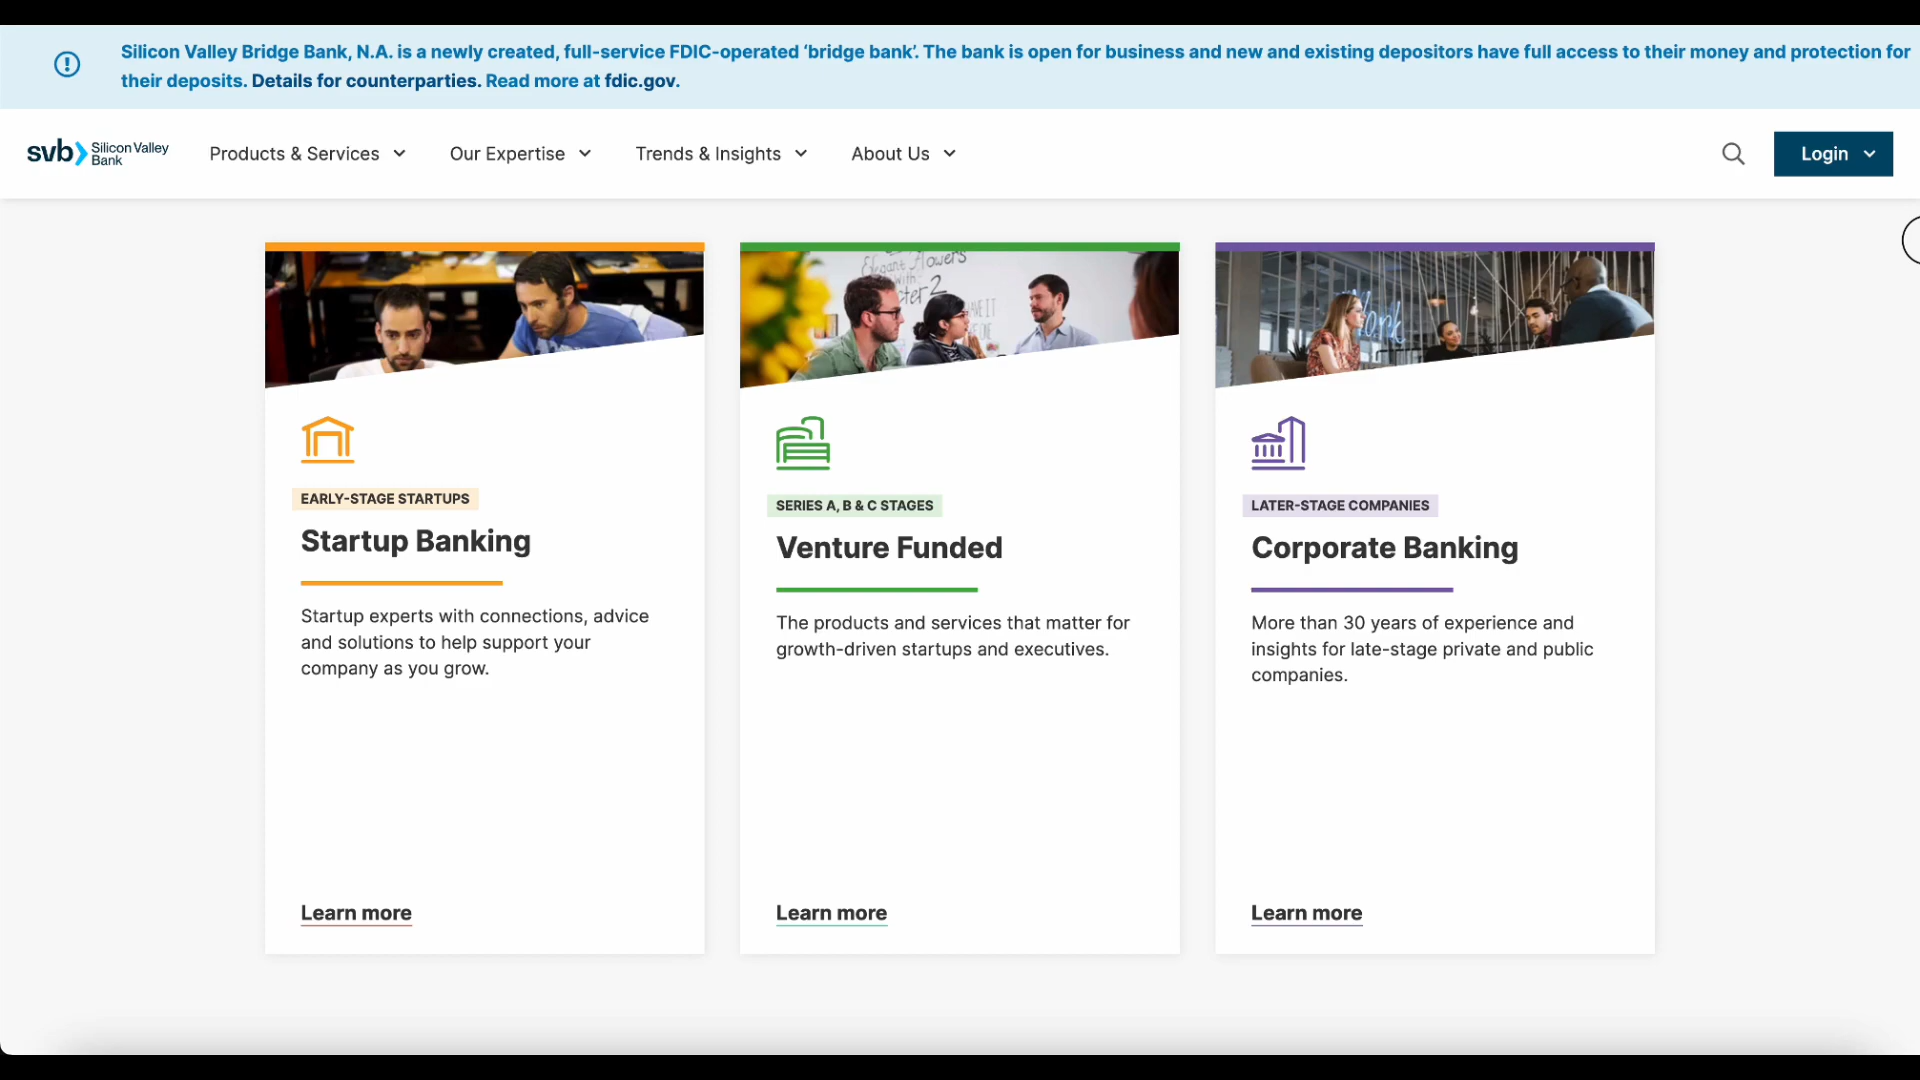 Silicon Valley Bridge Bank, N.A. is a newly created, full-service FDIC-operated ‘bridge bank’. The bank is open for business and new and existing depositors have full access to their money and protection for
their deposits. Details for counterparties. Read more at fdic.gov.
svb Silicon Valley
Bank
Products & Services
Our Expertise
Trends & Insights
About Us
Login
Elegant flowers
with
Work
EARLY-STAGE STARTUPS
Startup Banking
Startup experts with connections, advice
and solutions to help support your
company as you grow.
Learn more
SERIES A, B & C STAGES
Venture Funded
The products and services that matter for
growth-driven startups and executives.
Learn more
LATER-STAGE COMPANIES
Corporate Banking
More than 30 years of experience and
insights for late-stage private and public
companies.
Learn more